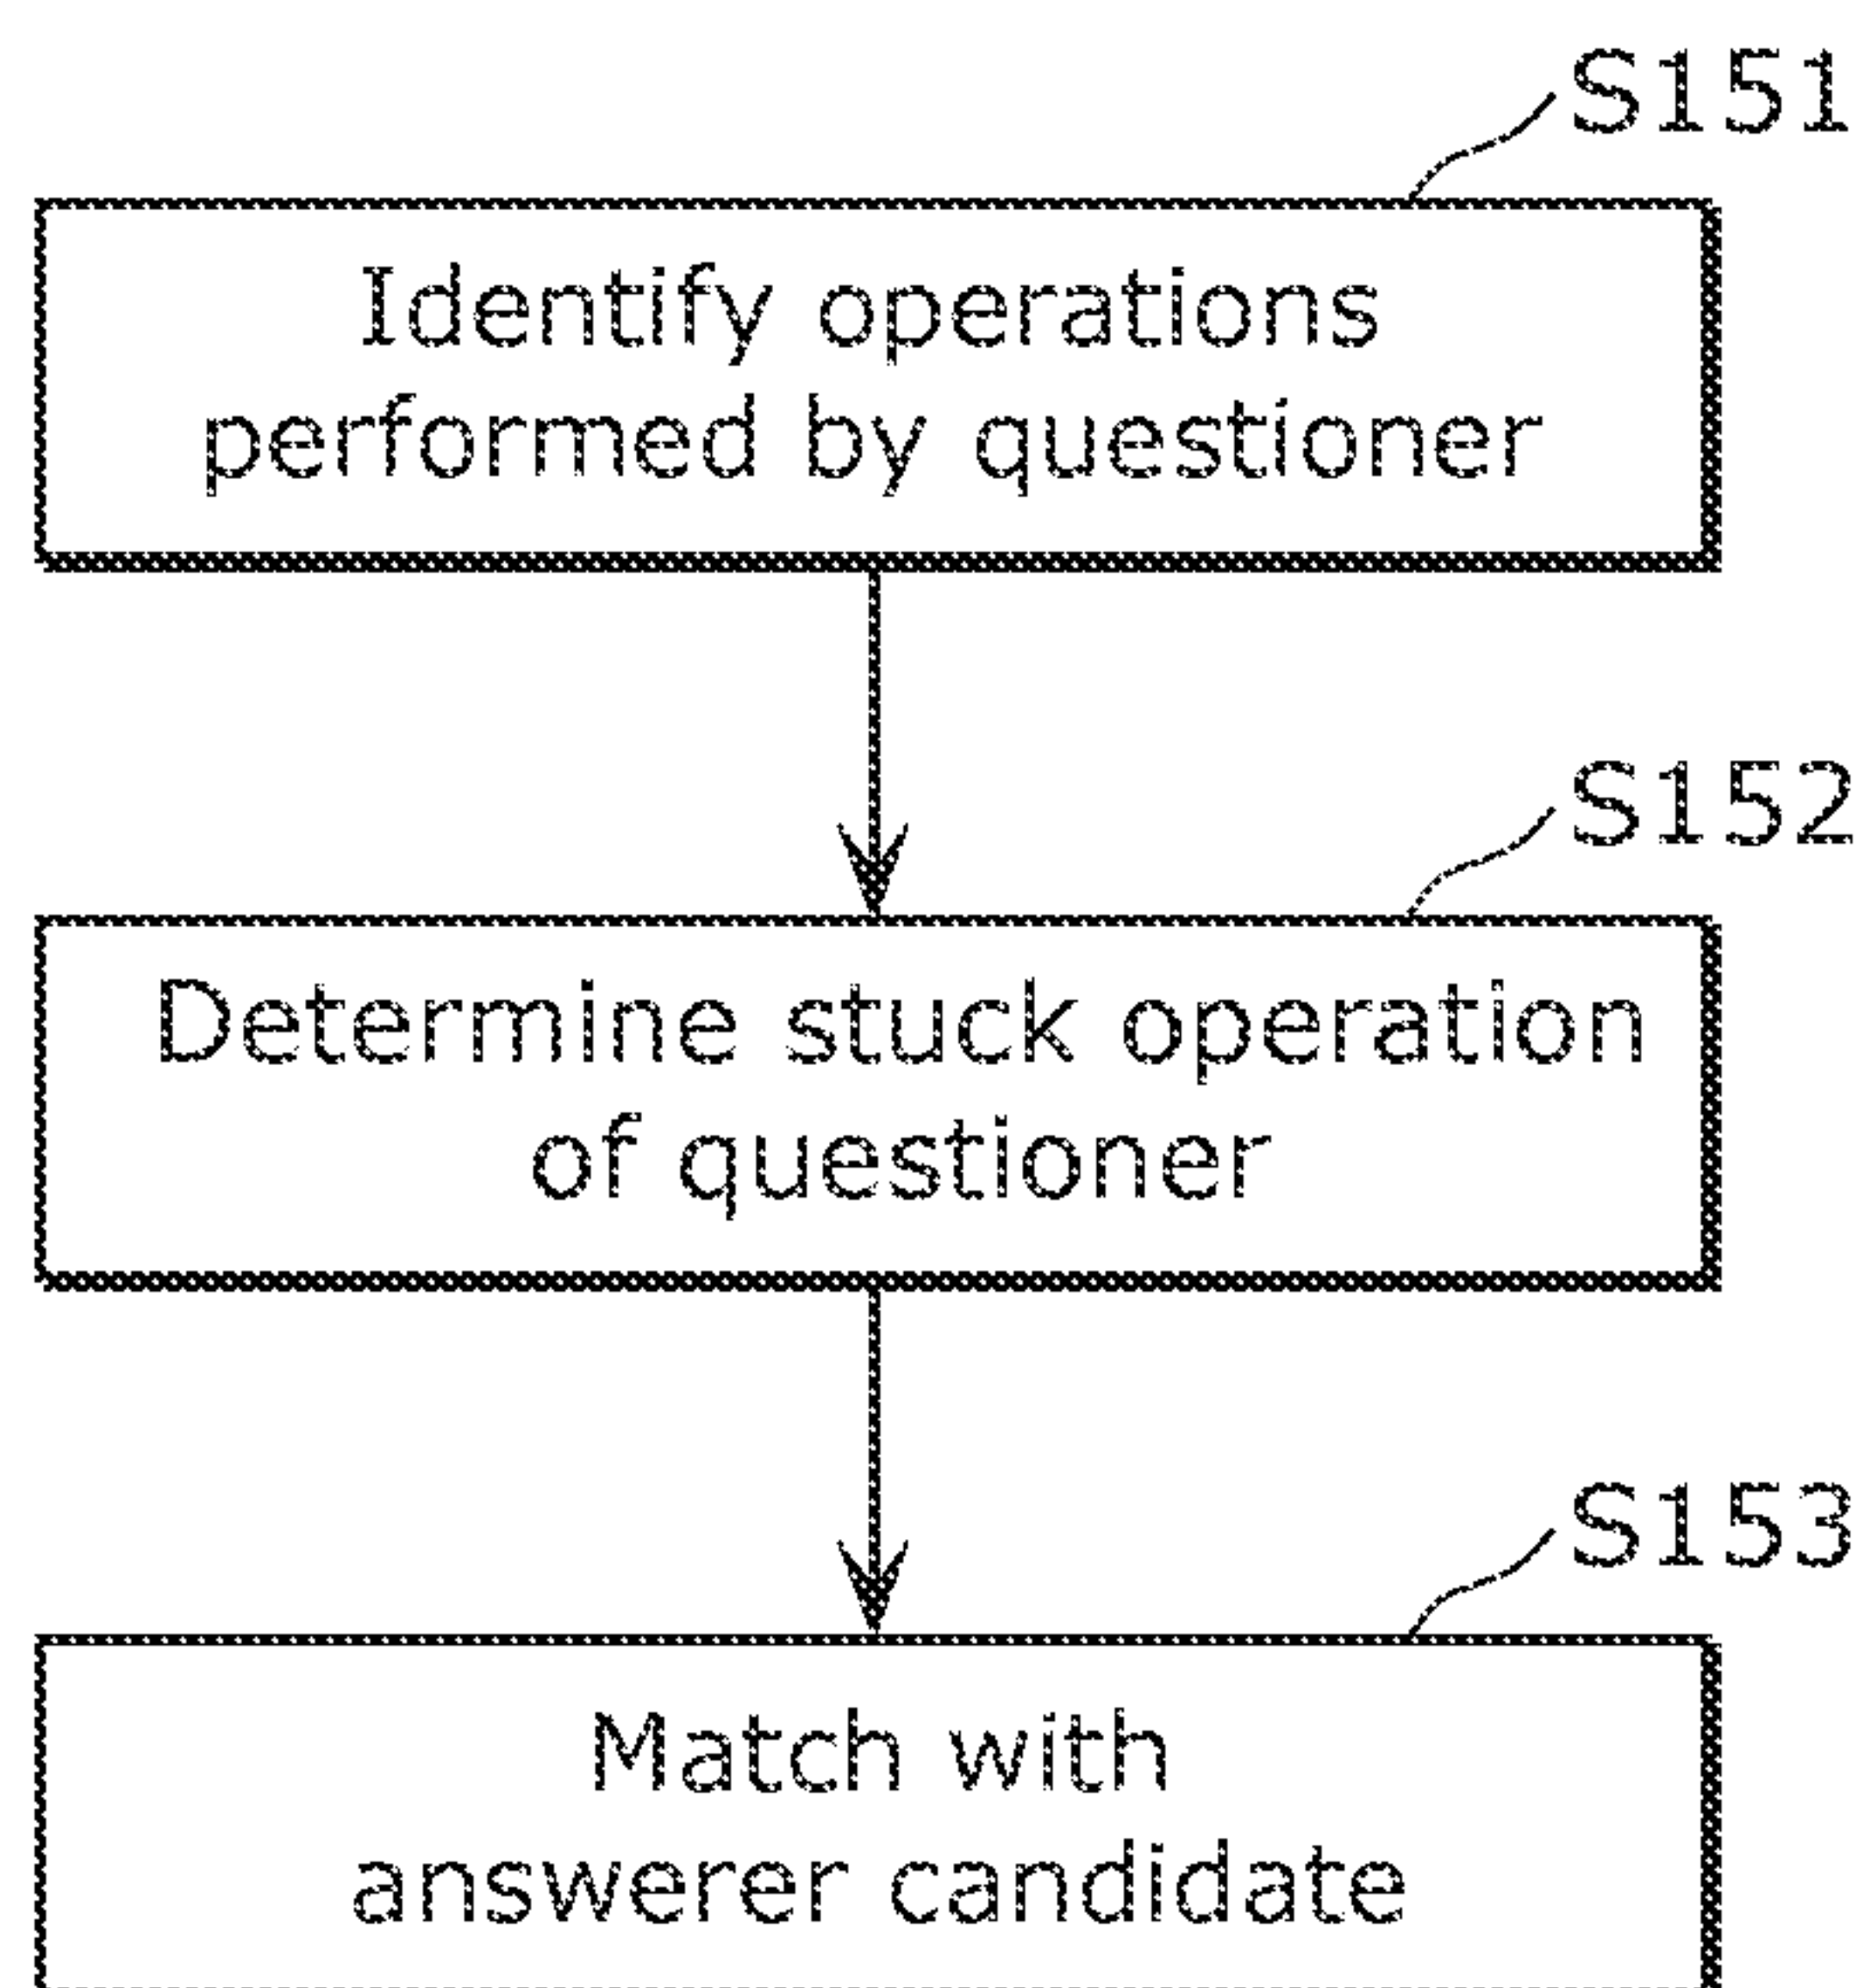 S151
Identify operations
performed by questioner
S152
Determine stuck operation
of questioner
S153
Match with
answerer candidate